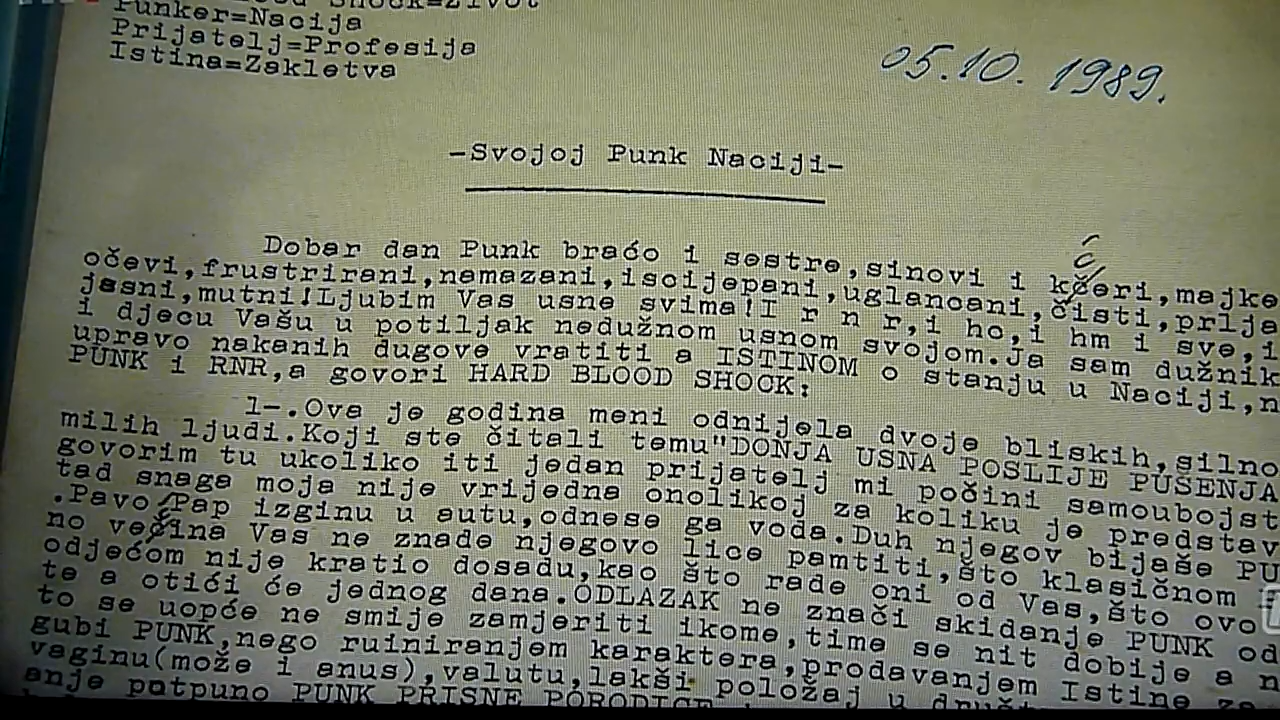 Shock=Život
Punker=Nacija
Prijatelj=Profesija
Istina=Zakletva
05.10. 1989.
-Svojoj Punk Naciji-
Dobar dan Punk braćo i sestre,sinovi i kćeri,majke
očevi,frustrirani,nemazani,iscijepani,uglancani,čisti,prlja
jasni,mutni!Ljubim Vas usne svima!I r n r,i ho,i hm i sve,i
i djecu Vašu u potiljak nedužnom usnom svojom.Ja sam dužnik
upravo nakanih dugove vratiti a ISTINOM o stanju u Naciji,n
PUNK i RNR,a govori HARD BLOOD SHOCK:
1-.Ova je godina meni odnijela dvoje bliskih,silno
milih ljudi.Koji ste čitali temu"DONJA USNA POSLIJE PUŠENJA
govorim tu ukoliko iti jedan prijatelj mi počini samoubojst
tad snaga moja nije vrijedna onolikoj za koliku je predstav
.Pavo Pap izginu u autu,odnese ga voda.Duh njegov bijaše PU
no većina Vas ne znade njegovo lice pamtiti,što klasičnom
odjećom nije kratio dosadu,kao što rade oni od Vas,što ovo
te a otići će jednog dana.ODLAZAK ne znači skidanje PUNK od
to se uopće ne smije zamjeriti ikome,time se nit dobije a n
gubi PUNK,nego ruiniranjem karaktera,prodavanjem Istine za
vaginu(može i anus),valutu,lakši položaj u društ
anje potpuno PUNK PRISNE PORODICE.